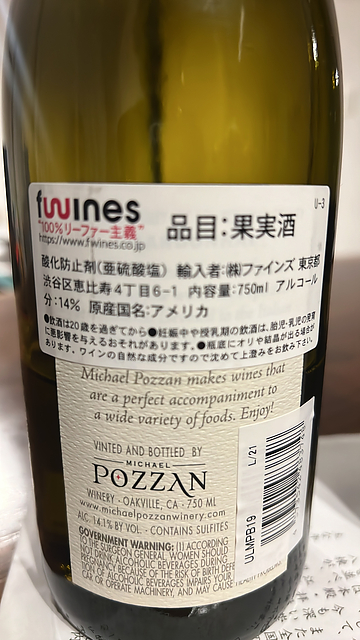 fwines
"100%リーファー主義"
https://www.fwines.co.jp
品目:果実酒
U-3
酸化防止剤(亜硫酸塩) 輸入者:㈱ファインズ 東京都
渋谷区恵比寿4丁目6-1 内容量:750ml アルコール
分:14% 原産国名:アメリカ
●飲酒は20歳を過ぎてから●妊娠中や授乳期の飲酒は、胎児・乳児の発育
に悪影響を与えるおそれがあります。●瓶底にオリや結晶が出る場合が
あります。ワインの自然な成分ですので沈めて上澄みをお飲み下さい。
Michael Pozzan makes wines that
are a perfect accompaniment to
a wide variety of foods. Enjoy!
VINTED AND BOTTLED BY
MICHAEL
POZZAN
WINERY · OAKVILLE, CA · 750 ML
www.michaelpozzanwinery.com
ALC. 14.1% BY VOL. · CONTAINS SULFITES
GOVERNMENT WARNING: (1) ACCORDING
TO THE SURGEON GENERAL, WOMEN SHOULD
NOT DRINK ALCOHOLIC BEVERAGES DURING
PREGNANCY BECAUSE OF THE RISK OF BIRTH DEF
OF ALCOHOLIC BEVERAGES IMPAIRS YOUR
CAR OR OPERATE MACHINERY, AND MAY CAUSE
L/21
ULMPB19